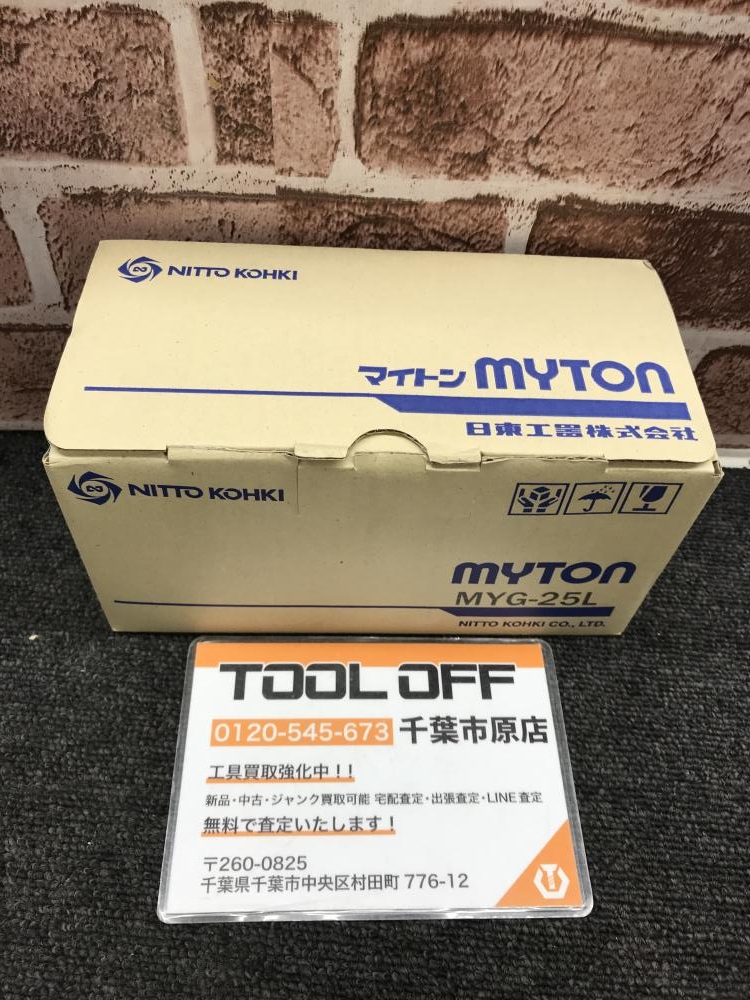 NITTO KOHKI
マイトン MYTON
日東工器株式会社
NITTO KOHKI
MYTON
MYG-25L
NITTO KOHKI CO., LTD.
TOOL OFF
0120-545-673 千葉市原店
工具買取強化中！！
新品・中古・ジャンク買取可能 宅配査定・出張査定・LINE査定
無料で査定いたします！
〒260-0825
千葉県千葉市中央区村田町 776-12